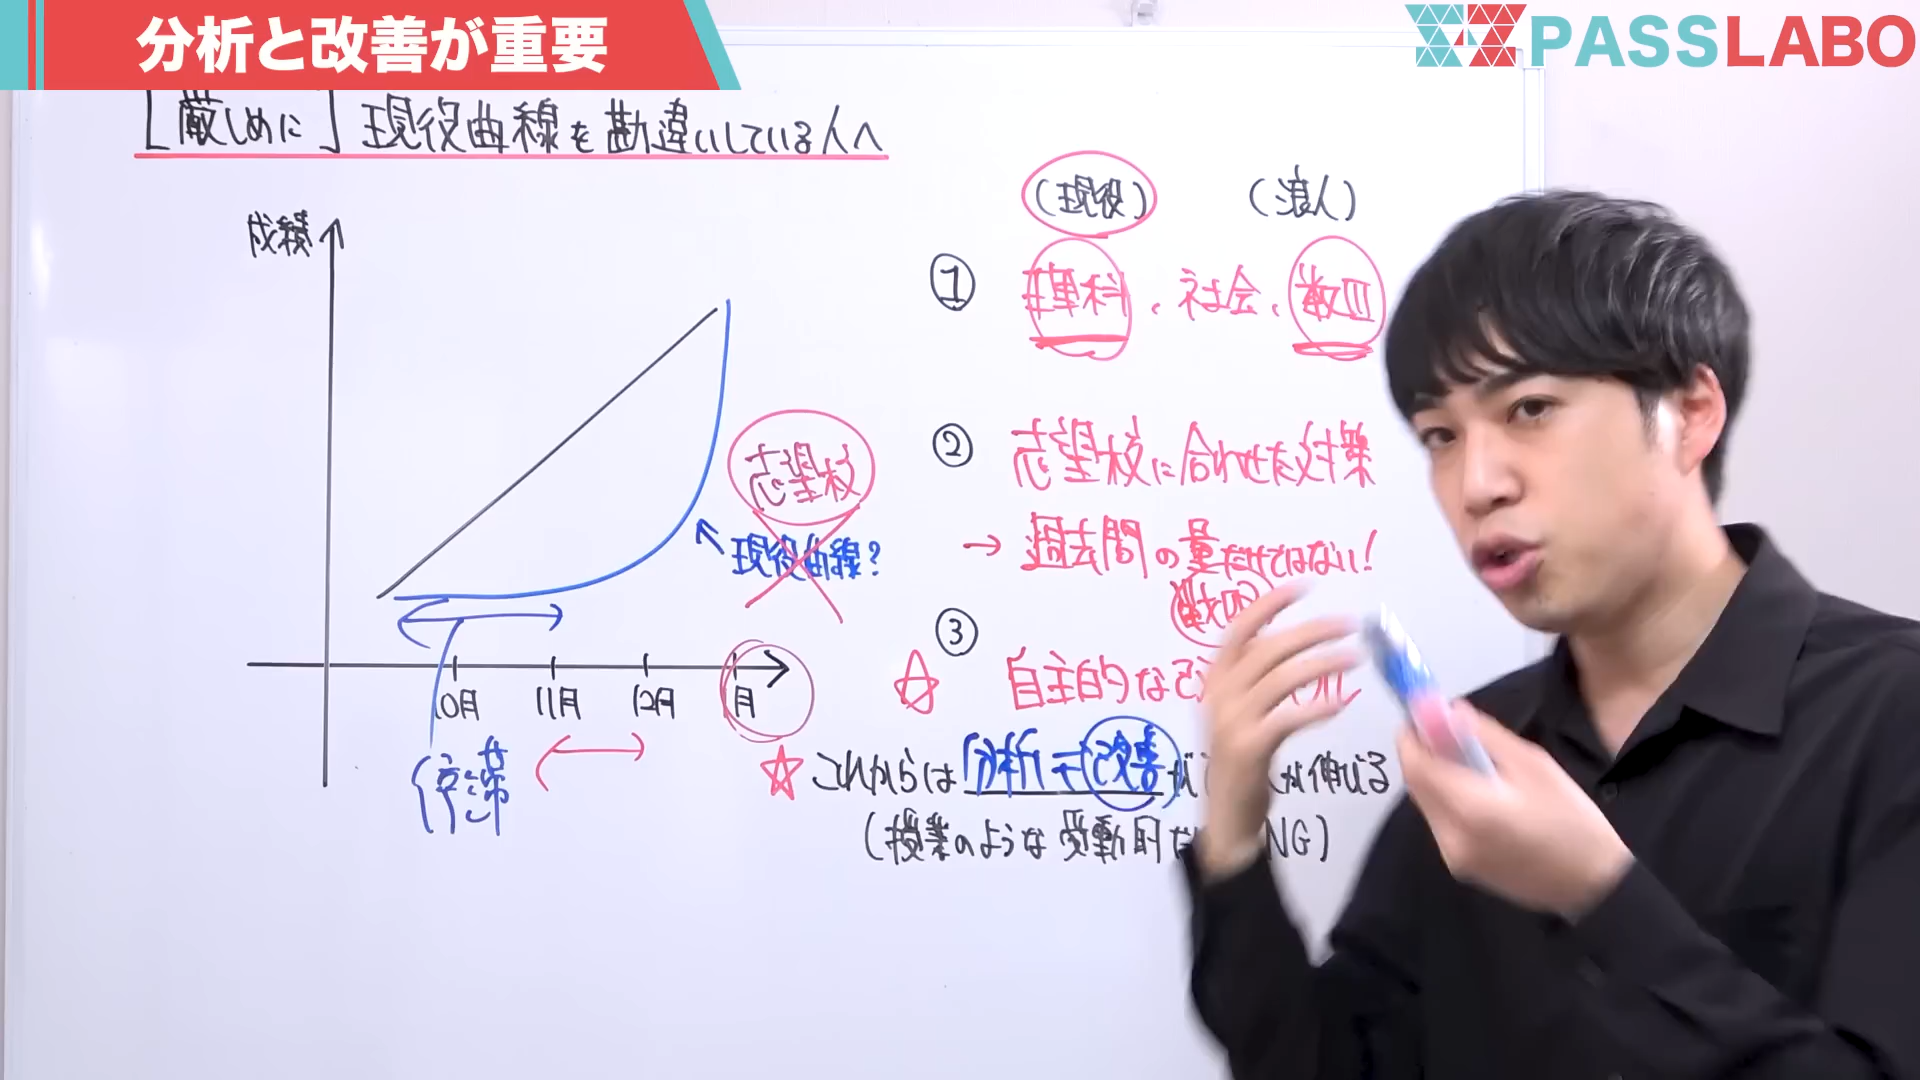 分析と改善が重要
PASSLABO
[厳しめに] 現役曲線を勘違いしている人へ
成績
志望校
現役曲線?
10月 11月 12月 1月
停滞
(現役) (浪人)
① 理科、社会、数III
② 志望校に合わせた対策
→ 過去問の量だけではない!
③ 自主的な
☆ これからは 分析 改善 が伸びる
(授業のような受動 NG)